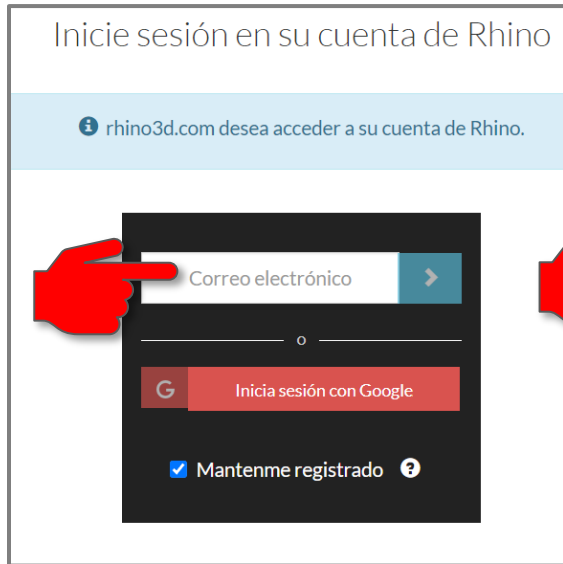 Inicie sesión en su cuenta de Rhino
rhino3d.com desea acceder a su cuenta de Rhino.
Correo electrónico
o
G Inicia sesión con Google
Mantenme registrado